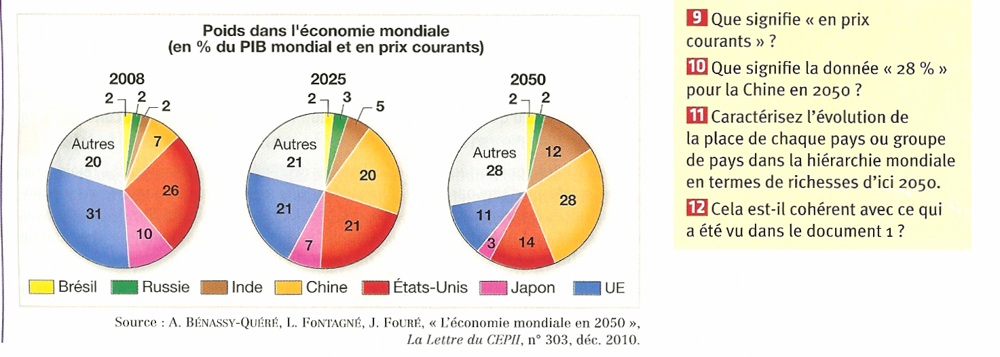 Poids dans l'économie mondiale
(en % du PIB mondial et en prix courants)
2008
2
2
2
7
26
10
31
Autres
20
2025
2
3
5
20
21
7
21
Autres
21
2050
2
2
12
28
14
3
11
Autres
28
Brésil Russie Inde Chine États-Unis Japon UE
Source : A. BÉNASSY-QUÉRÉ, L. FONTAGNÉ, J. FOURÉ, « L'économie mondiale en 2050 »,
La Lettre du CEPII, n° 303, déc. 2010.
9 Que signifie « en prix
courants » ?
10 Que signifie la donnée « 28 % »
pour la Chine en 2050 ?
11 Caractérisez l'évolution de
la place de chaque pays ou groupe
de pays dans la hiérarchie mondiale
en termes de richesses d'ici 2050.
12 Cela est-il cohérent avec ce qui
a été vu dans le document 1 ?